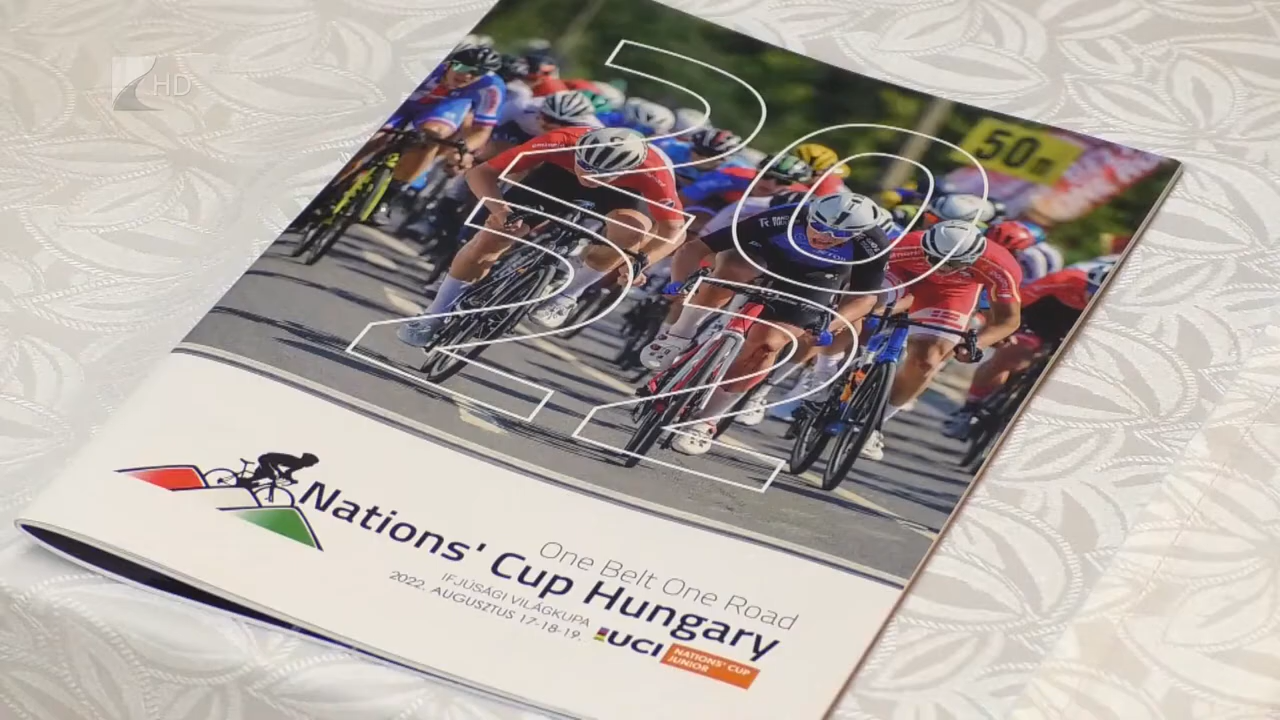 HD
2022
50m
One Belt One Road
Nations' Cup Hungary
IFJÚSÁGI VILÁGKUPA
2022. AUGUSZTUS 17-18-19.
UCI
NATIONS' CUP
JUNIOR